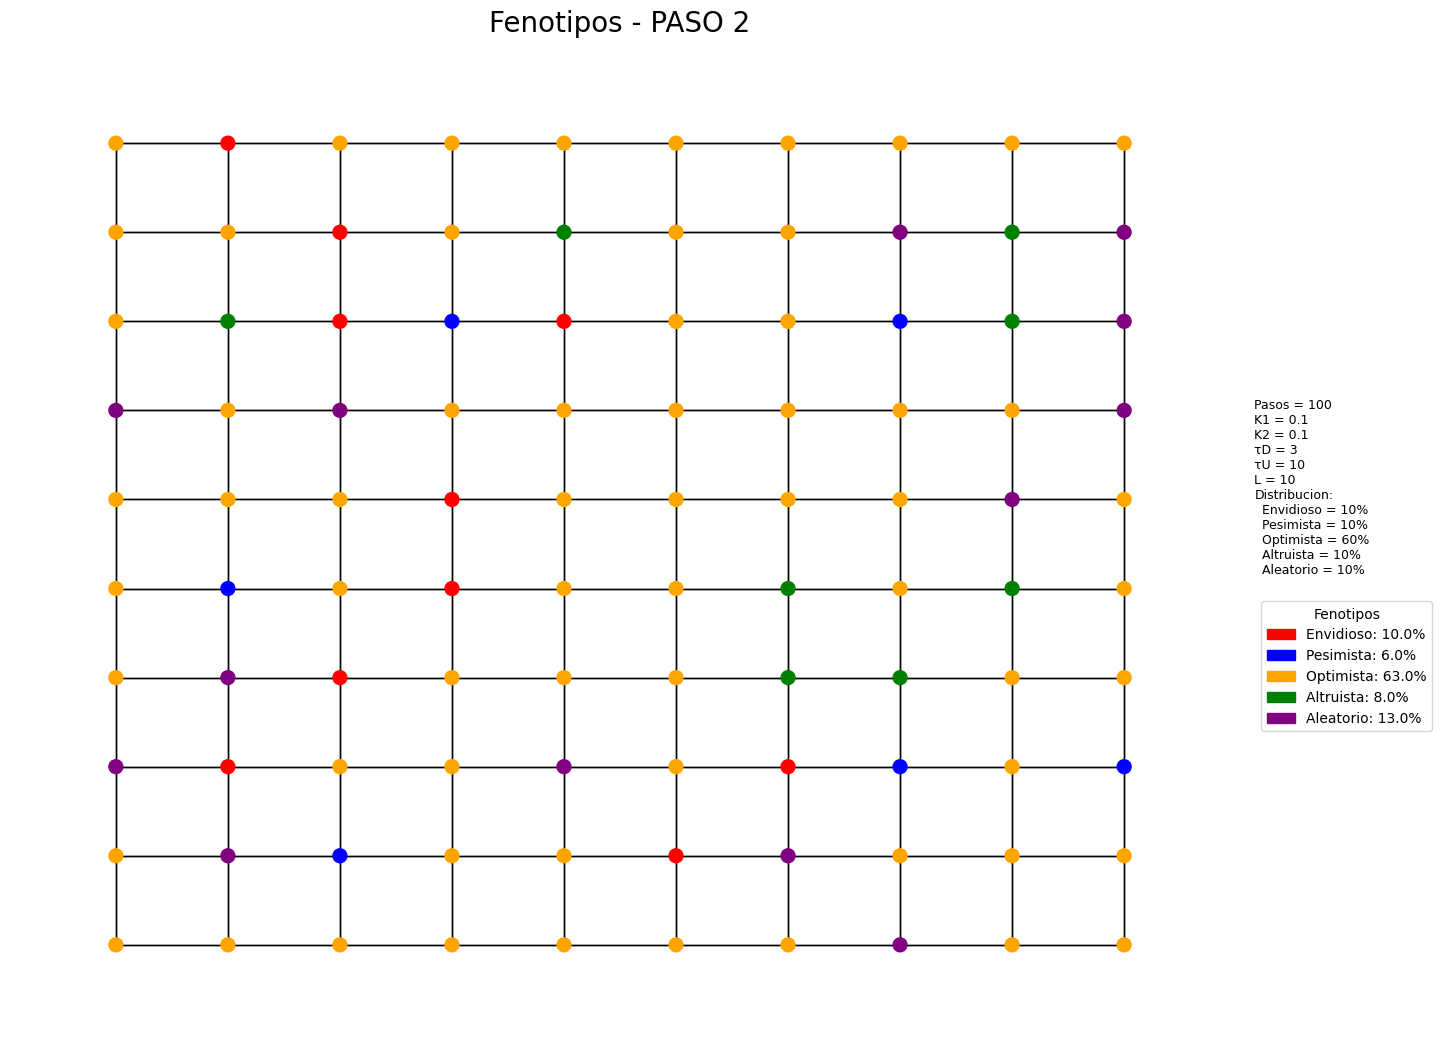 Fenotipos - PASO 2
Pasos = 100
K1 = 0.1
K2 = 0.1
τD = 3
τU = 10
L = 10
Distribucion:
Envidioso = 10%
Pesimista = 10%
Optimista = 60%
Altruista = 10%
Aleatorio = 10%
Fenotipos
Envidioso: 10.0%
Pesimista: 6.0%
Optimista: 63.0%
Altruista: 8.0%
Aleatorio: 13.0%